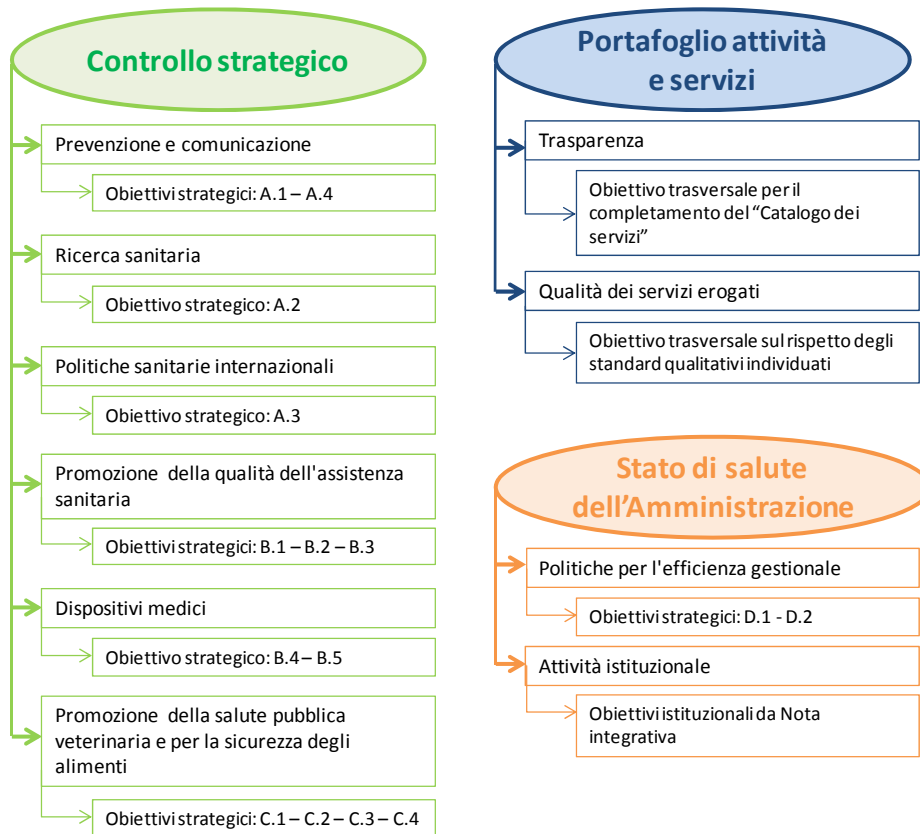 Controllo strategico
Prevenzione e comunicazione
Obiettivi strategici: A.1 – A.4
Ricerca sanitaria
Obiettivo strategico: A.2
Politiche sanitarie internazionali
Obiettivo strategico: A.3
Promozione della qualità dell'assistenza
sanitaria
Obiettivi strategici: B.1 – B.2 – B.3
Dispositivi medici
Obiettivo strategico: B.4 – B.5
Promozione della salute pubblica
veterinaria e per la sicurezza degli
alimenti
Obiettivi strategici: C.1 – C.2 – C.3 – C.4
Portafoglio attività
e servizi
Trasparenza
Obiettivo trasversale per il
completamento del “Catalogo dei
servizi”
Qualità dei servizi erogati
Obiettivo trasversale sul rispetto degli
standard qualitativi individuati
Stato di salute
dell’Amministrazione
Politiche per l'efficienza gestionale
Obiettivi strategici: D.1 - D.2
Attività istituzionale
Obiettivi istituzionali da Nota
integrativa